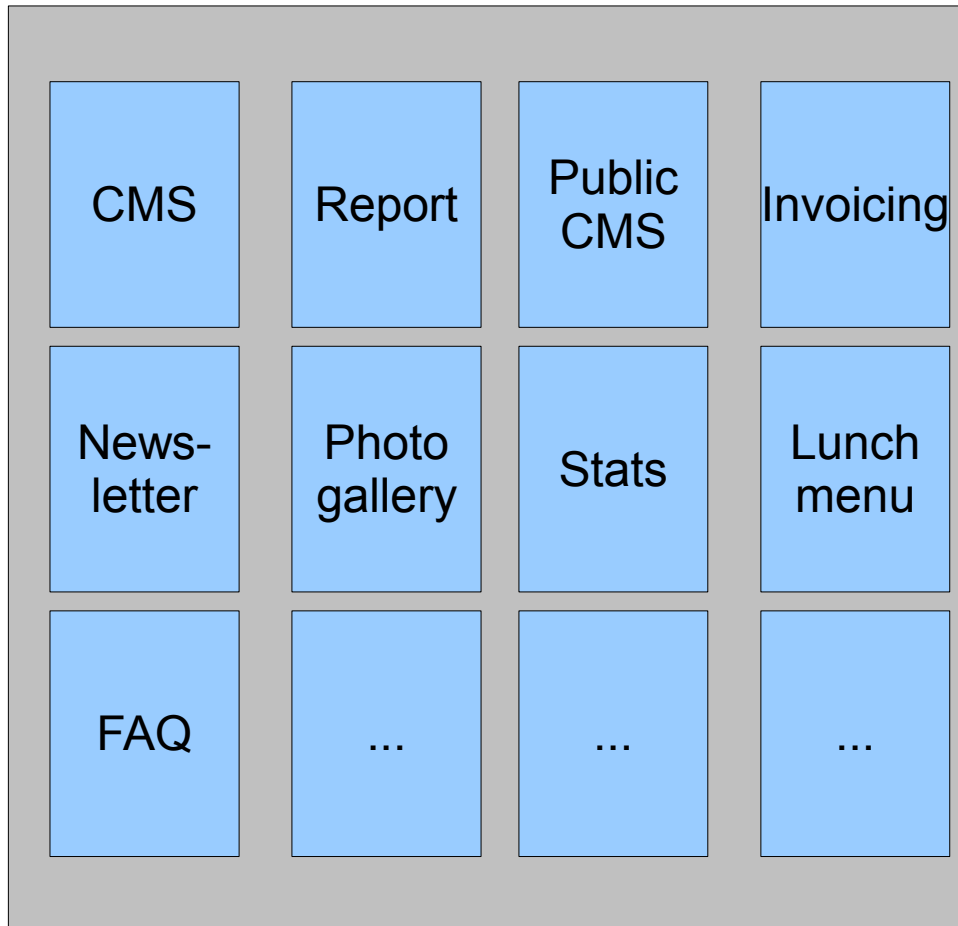 CMS
Report
Public
CMS
Invoicing
News-
letter
Photo
gallery
Stats
Lunch
menu
FAQ
...
...
...